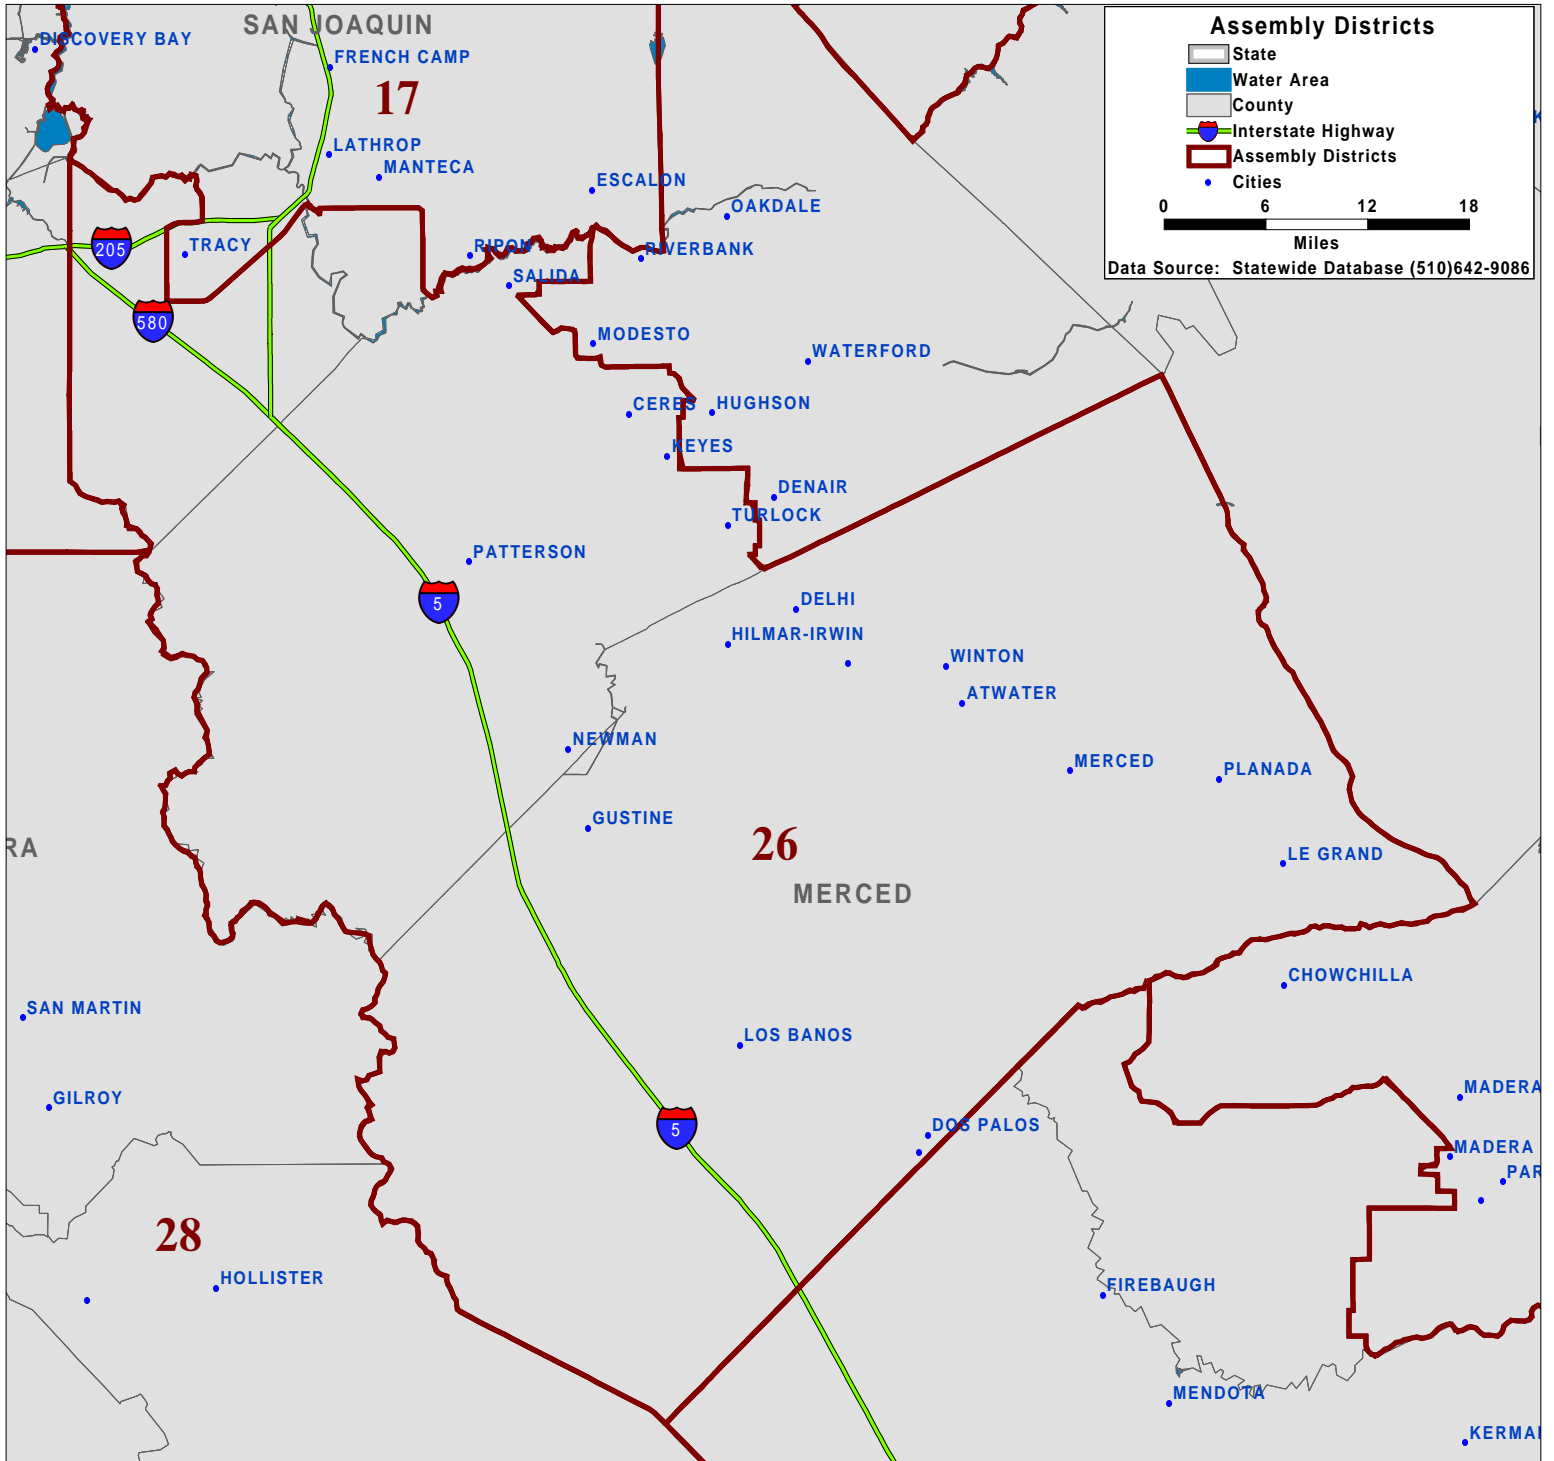 SAN JOAQUIN
DISCOVERY BAY
FRENCH CAMP
17
LATHROP
MANTECA
ESCALON
OAKDALE
205
TRACY
RIPON
RIVERBANK
SALIDA
580
MODESTO
WATERFORD
CERES
HUGHSON
KEYES
DENAIR
TURLOCK
PATTERSON
5
DELHI
HILMAR-IRWIN
WINTON
ATWATER
NEWMAN
MERCED
PLANADA
GUSTINE
26
RA
LE GRAND
MERCED
CHOWCHILLA
SAN MARTIN
LOS BANOS
GILROY
MADERA
5
DOS PALOS
MADERA
PAR
28
HOLLISTER
FIREBAUGH
MENDOTA
KERMA
Assembly Districts
State
Water Area
County
Interstate Highway
Assembly Districts
Cities
0 6 12 18
Miles
Data Source: Statewide Database (510)642-9086